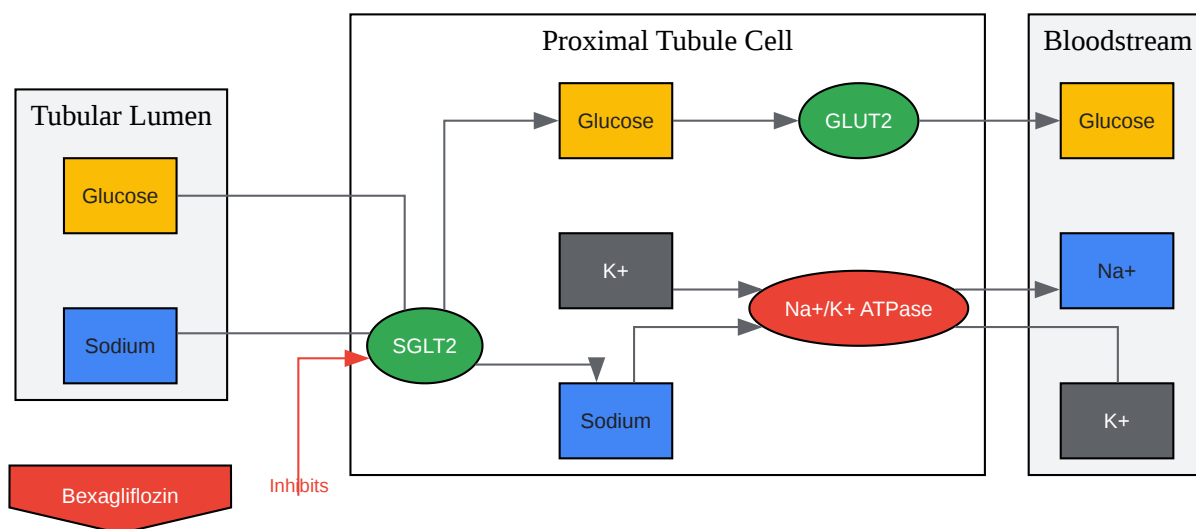 Proximal Tubule Cell
Bloodstream
Tubular Lumen
Glucose
GLUT2
Glucose
Glucose
K+
Na+
Na+/K+ ATPase
Sodium
SGLT2
Sodium
K+
Bexagliflozin
Inhibits